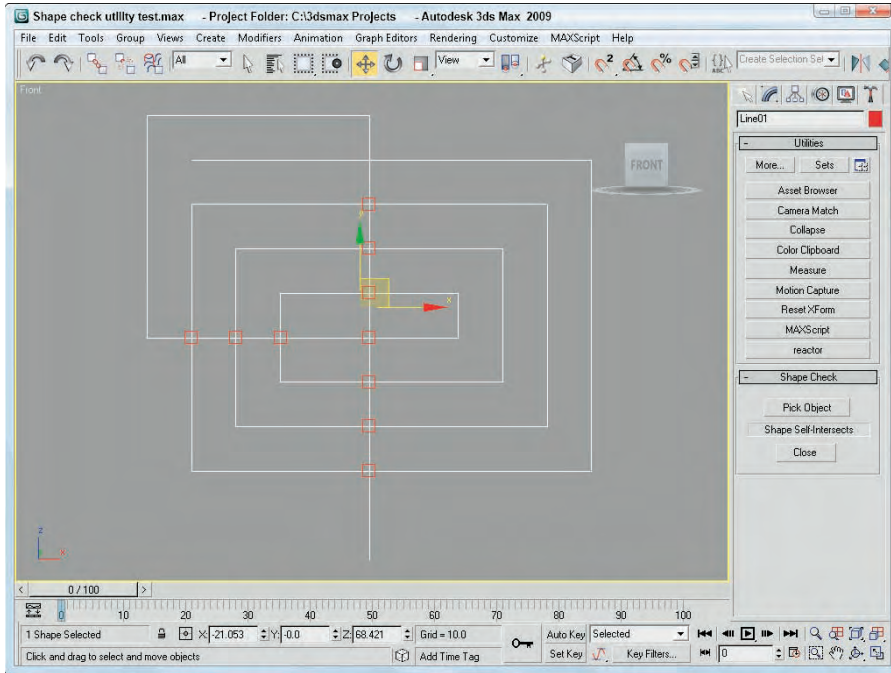 Shape check utility test.max - Project Folder: C:\3dsmax Projects - Autodesk 3ds Max 2009
File Edit Tools Group Views Create Modifiers Animation Graph Editors Rendering Customize MAXScript Help
All View 2 % ABC Create Selection Sel
Front
FRONT
y
x
z
x
Line01
- Utilities
More... Sets
Asset Browser
Camera Match
Collapse
Color Clipboard
Measure
Motion Capture
Reset XForm
MAXScript
reactor
- Shape Check
Pick Object
Shape Self-Intersects
Close
< 0 / 100 >
0 10 20 30 40 50 60 70 80 90 100
1 Shape Selected X: -21.053 Y: -0.0 Z: 68.421 Grid = 10.0 Auto Key Selected
Click and drag to select and move objects Add Time Tag Set Key Key Filters... 0